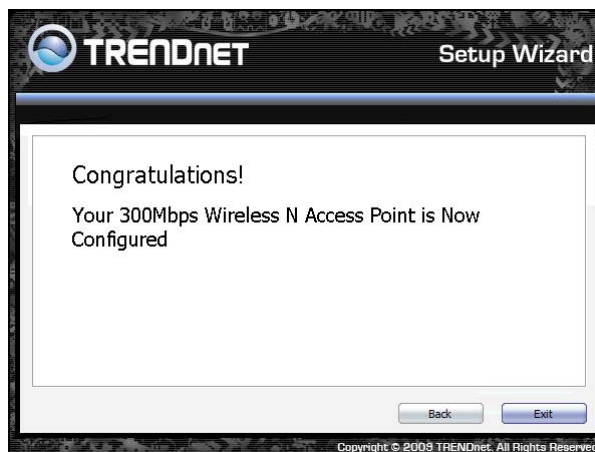 TRENDNET
Setup Wizard
Congratulations!
Your 300Mbps Wireless N Access Point is Now
Configured
Back
Exit
Copyright © 2009 TRENDnet. All Rights Reserved